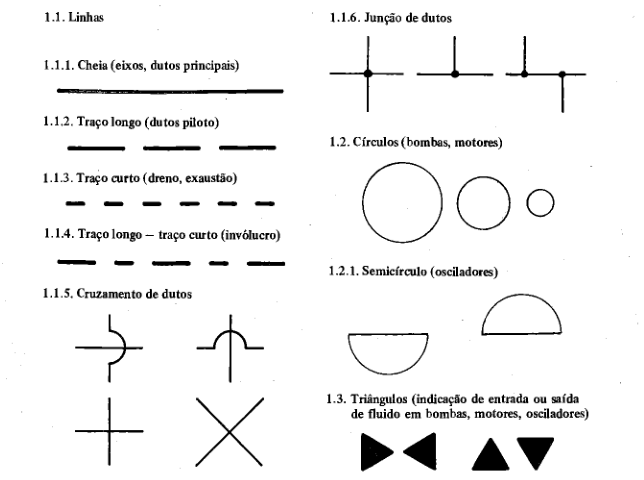 1.1. Linhas
1.1.1. Cheia (eixos, dutos principais)
1.1.2. Traço longo (dutos piloto)
1.1.3. Traço curto (dreno, exaustão)
1.1.4. Traço longo — traço curto (invólucro)
1.1.5. Cruzamento de dutos
1.1.6. Junção de dutos
1.2. Círculos (bombas, motores)
1.2.1. Semicírculo (osciladores)
1.3. Triângulos (indicação de entrada ou saída
de fluido em bombas, motores, osciladores)